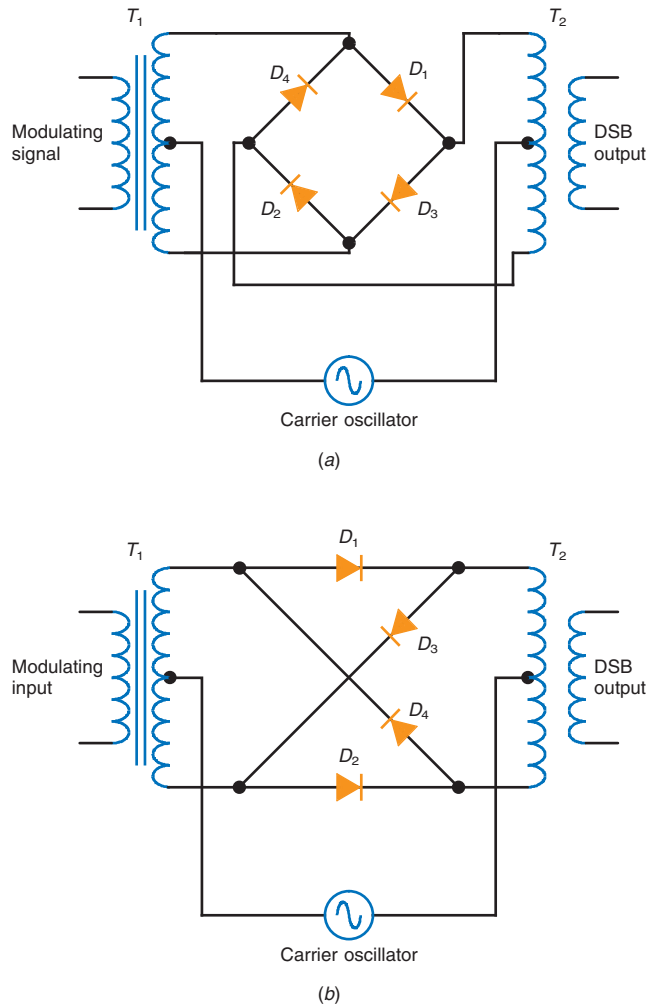 T1
T2
D4
D1
Modulating
signal
DSB
output
D2
D3
Carrier oscillator
(a)
T1
D1
T2
Modulating
input
D3
DSB
output
D4
D2
Carrier oscillator
(b)